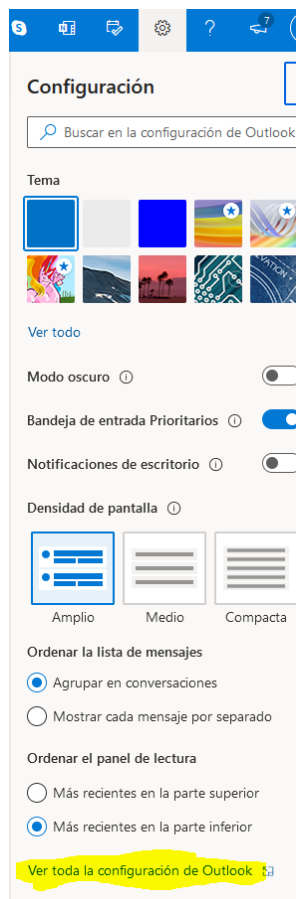 7
Configuración
Buscar en la configuración de Outlook
Tema
Ver todo
Modo oscuro
Bandeja de entrada Prioritarios
Notificaciones de escritorio
Densidad de pantalla
Amplio Medio Compacta
Ordenar la lista de mensajes
Agrupar en conversaciones
Mostrar cada mensaje por separado
Ordenar el panel de lectura
Más recientes en la parte superior
Más recientes en la parte inferior
Ver toda la configuración de Outlook